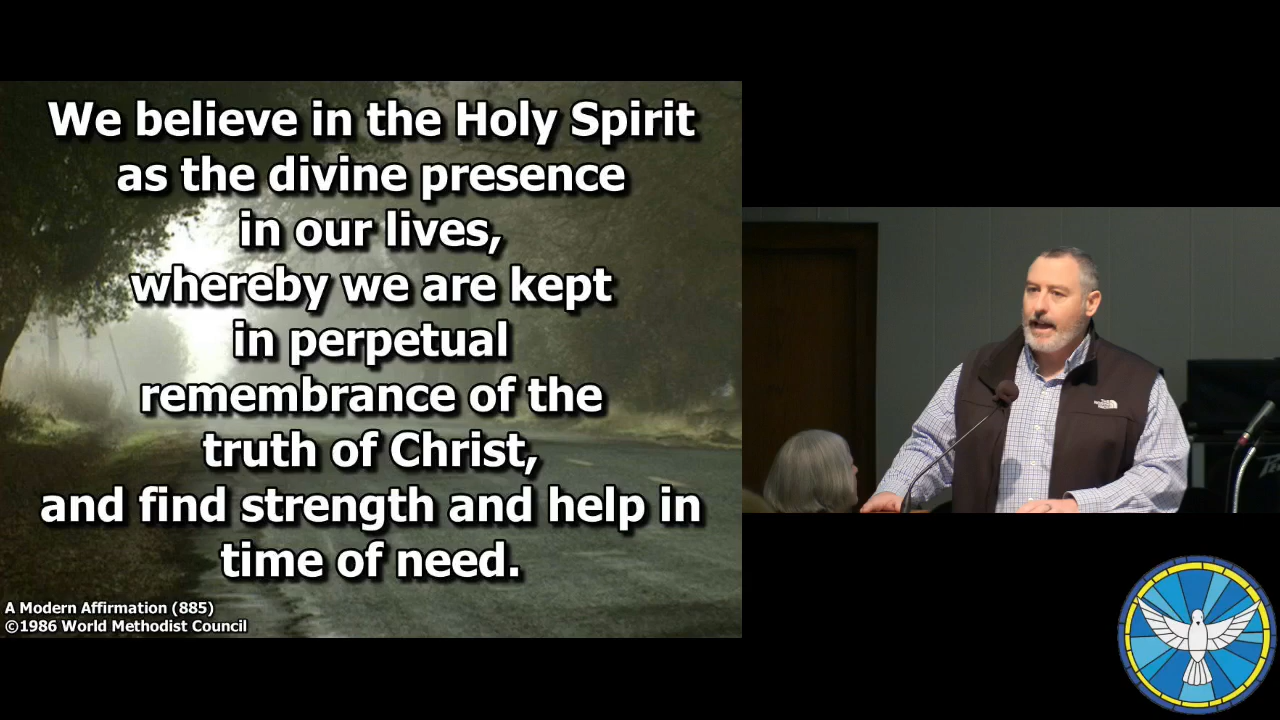 We believe in the Holy Spirit
as the divine presence
in our lives,
whereby we are kept
in perpetual
remembrance of the
truth of Christ,
and find strength and help in
time of need.
A Modern Affirmation (885)
©1986 World Methodist Council